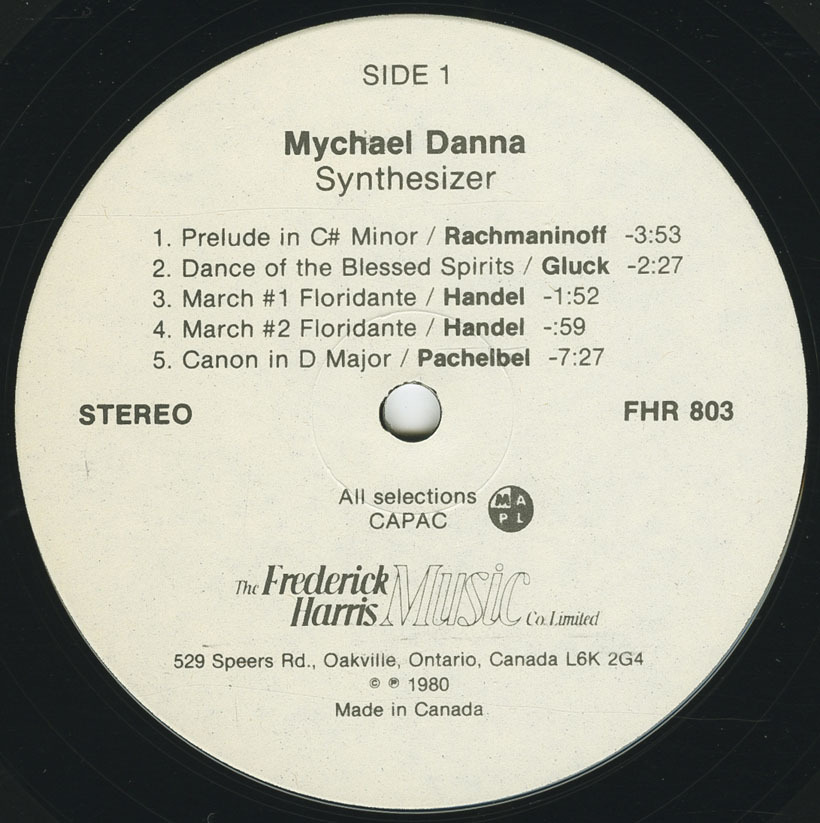 SIDE 1
Mychael Danna
Synthesizer
1. Prelude in C# Minor / Rachmaninoff -3:53
2. Dance of the Blessed Spirits / Gluck -2:27
3. March #1 Floridante / Handel -1:52
4. March #2 Floridante / Handel -:59
5. Canon in D Major / Pachelbel -7:27
STEREO
FHR 803
All selections
CAPAC
M A
P L
The Frederick Harris Music Co. Limited
529 Speers Rd., Oakville, Ontario, Canada L6K 2G4
© ℗ 1980
Made in Canada